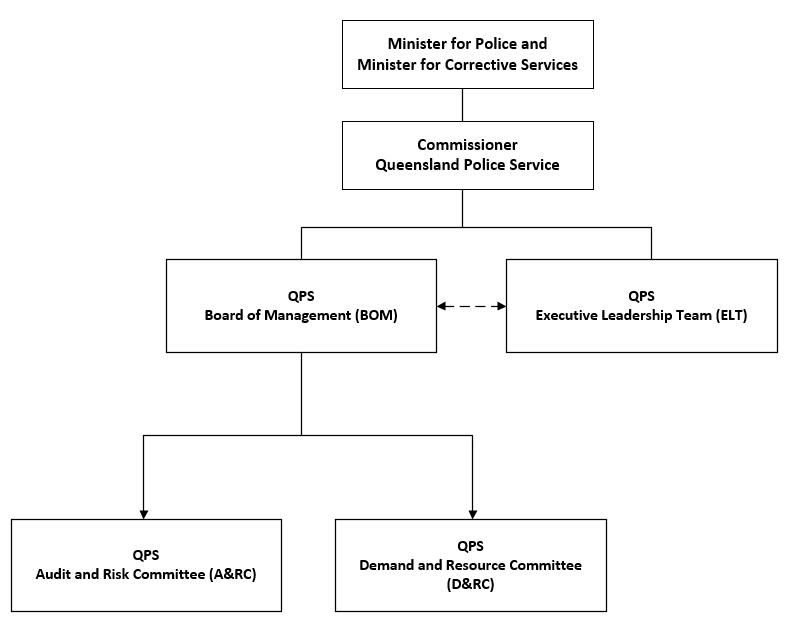 Minister for Police and
Minister for Corrective Services
Commissioner
Queensland Police Service
QPS
Board of Management (BOM)
QPS
Executive Leadership Team (ELT)
QPS
Audit and Risk Committee (A&RC)
QPS
Demand and Resource Committee
(D&RC)